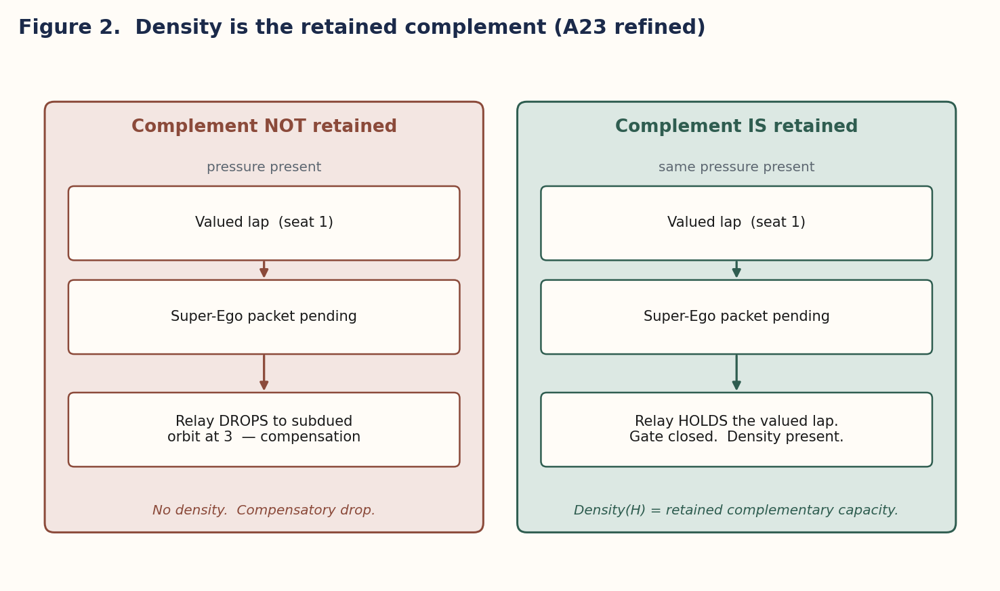 Figure 2.  Density is the retained complement (A23 refined)
Complement NOT retained
pressure present
Valued lap  (seat 1)
Super-Ego packet pending
Relay DROPS to subdued
orbit at 3  — compensation
No density.  Compensatory drop.
Complement IS retained
same pressure present
Valued lap  (seat 1)
Super-Ego packet pending
Relay HOLDS the valued lap.
Gate closed.  Density present.
Density(H) = retained complementary capacity.